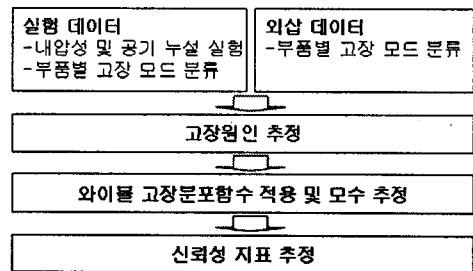 실험 데이터
-내압성 및 공기 누설 실험
-부품별 고장 모드 분류
외삽 데이터
-부품별 고장 모드 분류
고장원인 추정
와이블 고장분포함수 적용 및 모수 추정
신뢰성 지표 추정